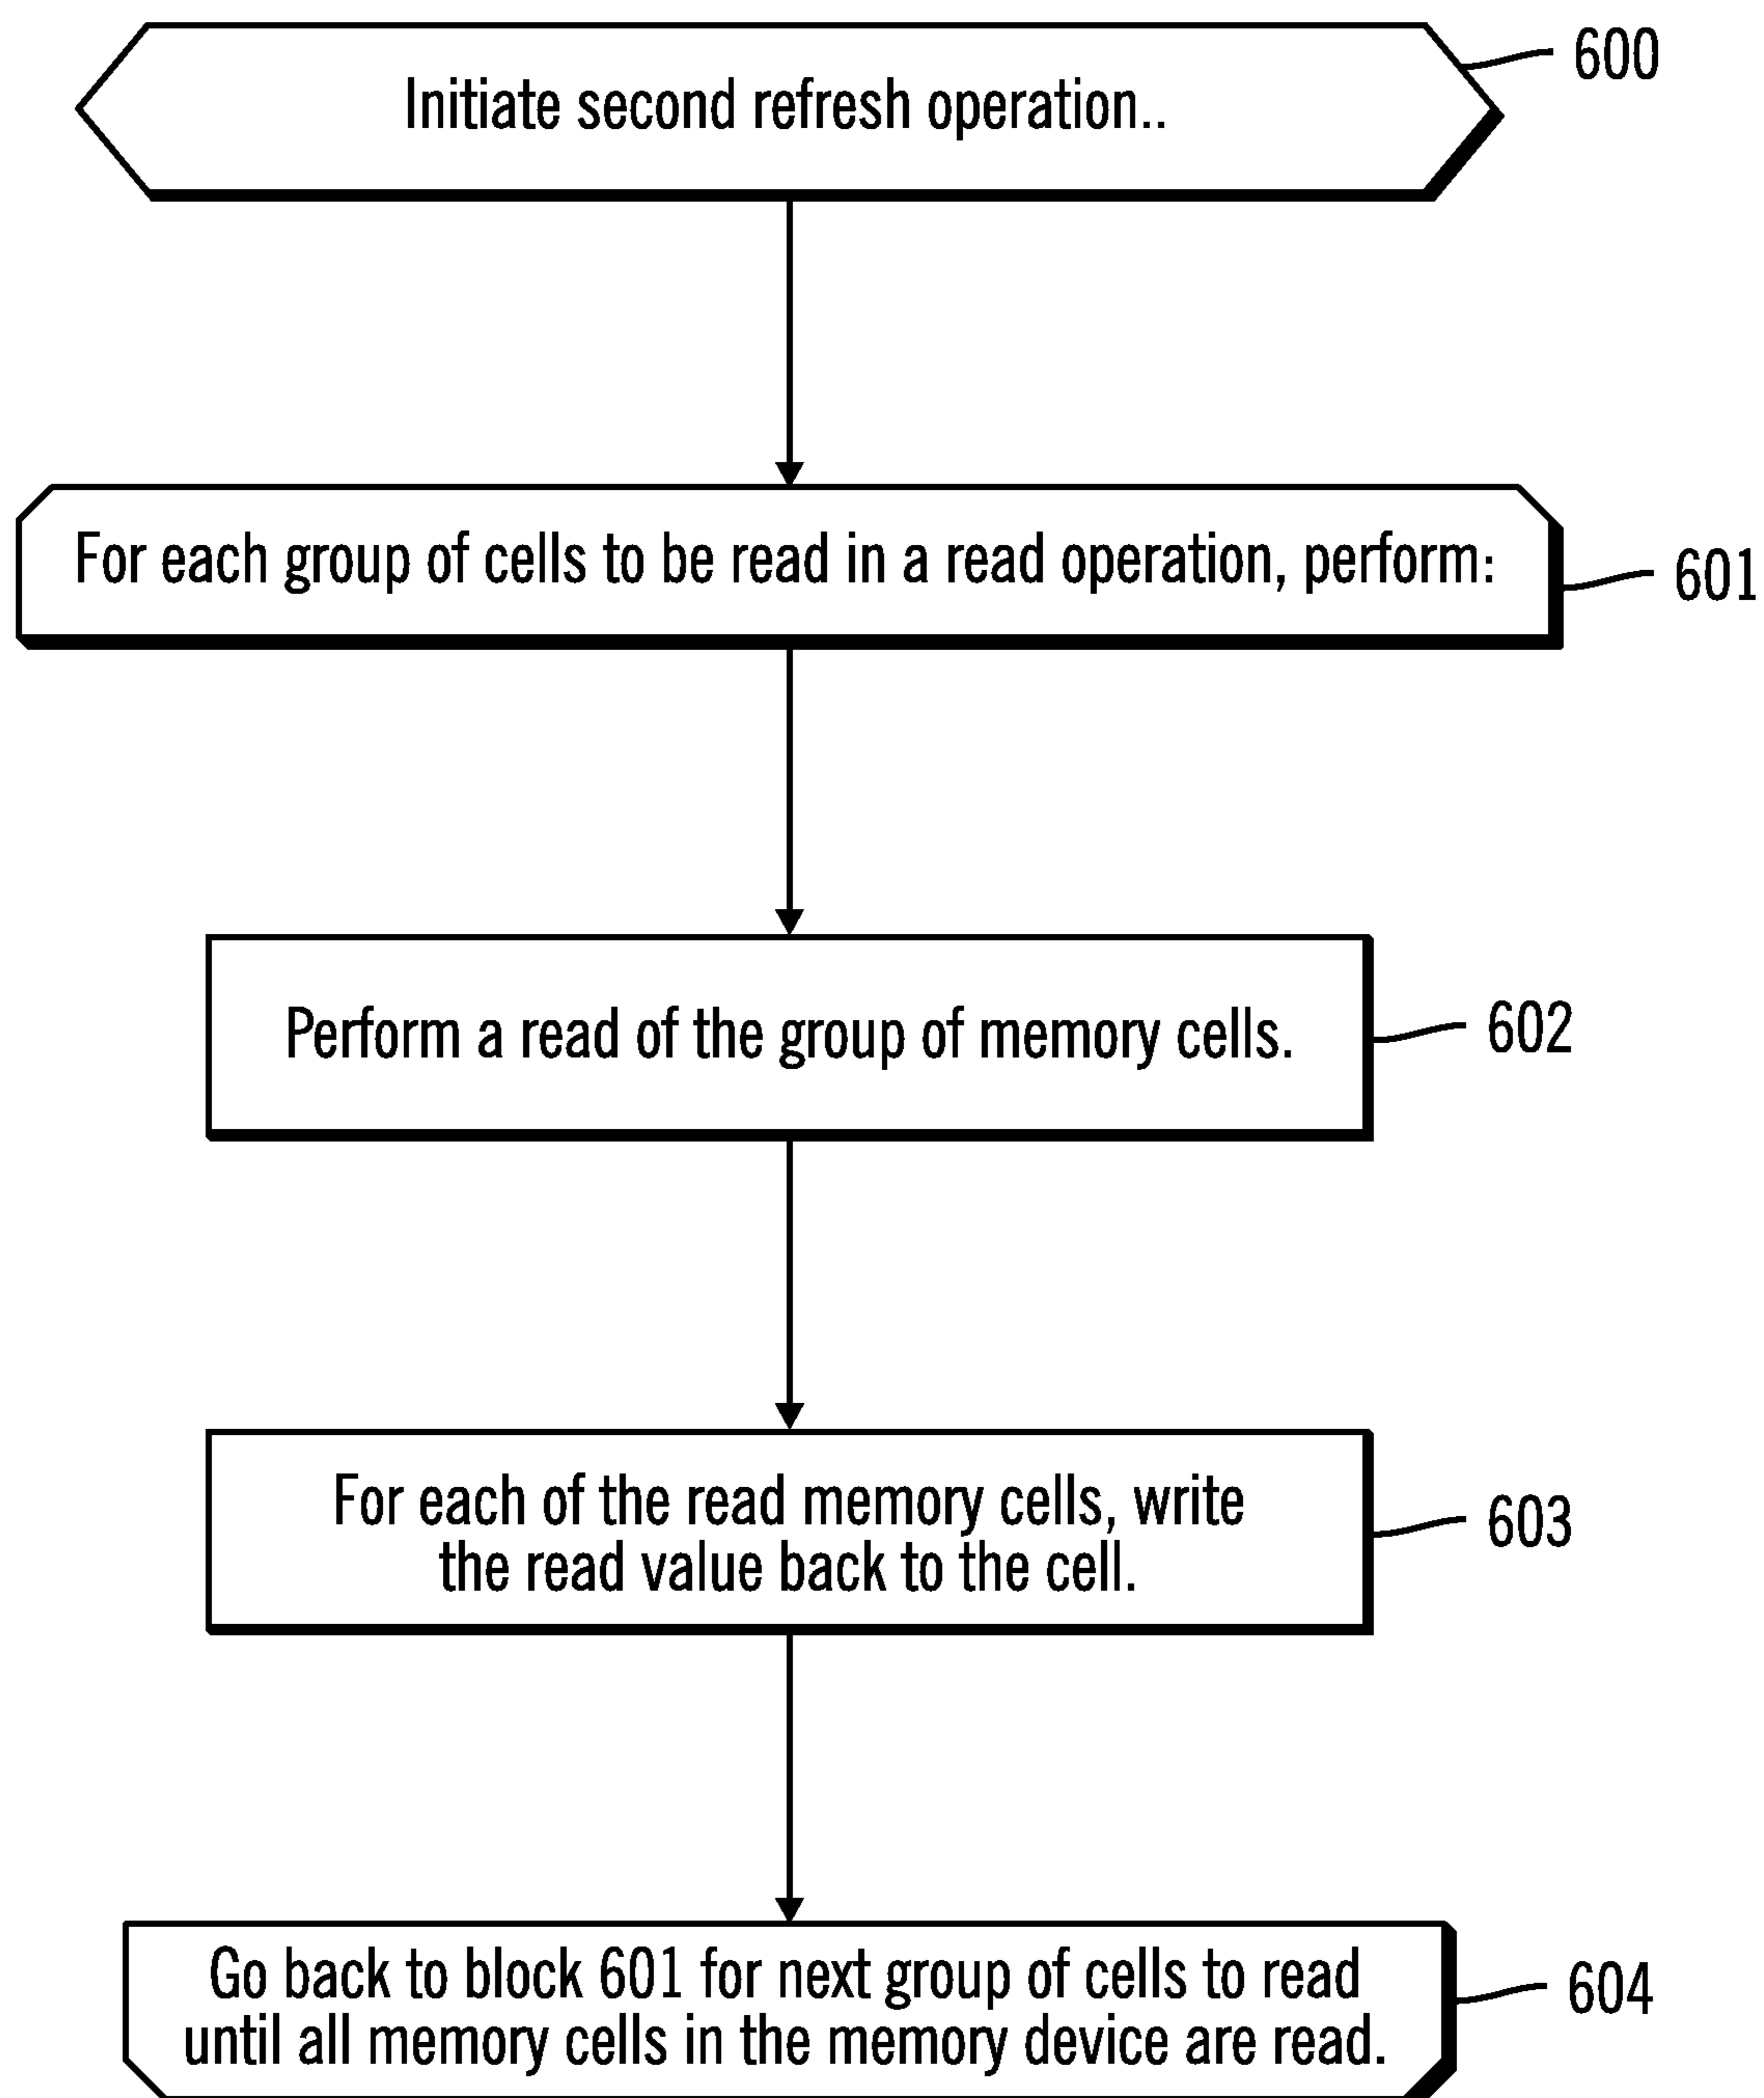 Initiate second refresh operation..
600
For each group of cells to be read in a read operation, perform:
601
Perform a read of the group of memory cells.
602
For each of the read memory cells, write
the read value back to the cell.
603
Go back to block 601 for next group of cells to read
until all memory cells in the memory device are read.
604